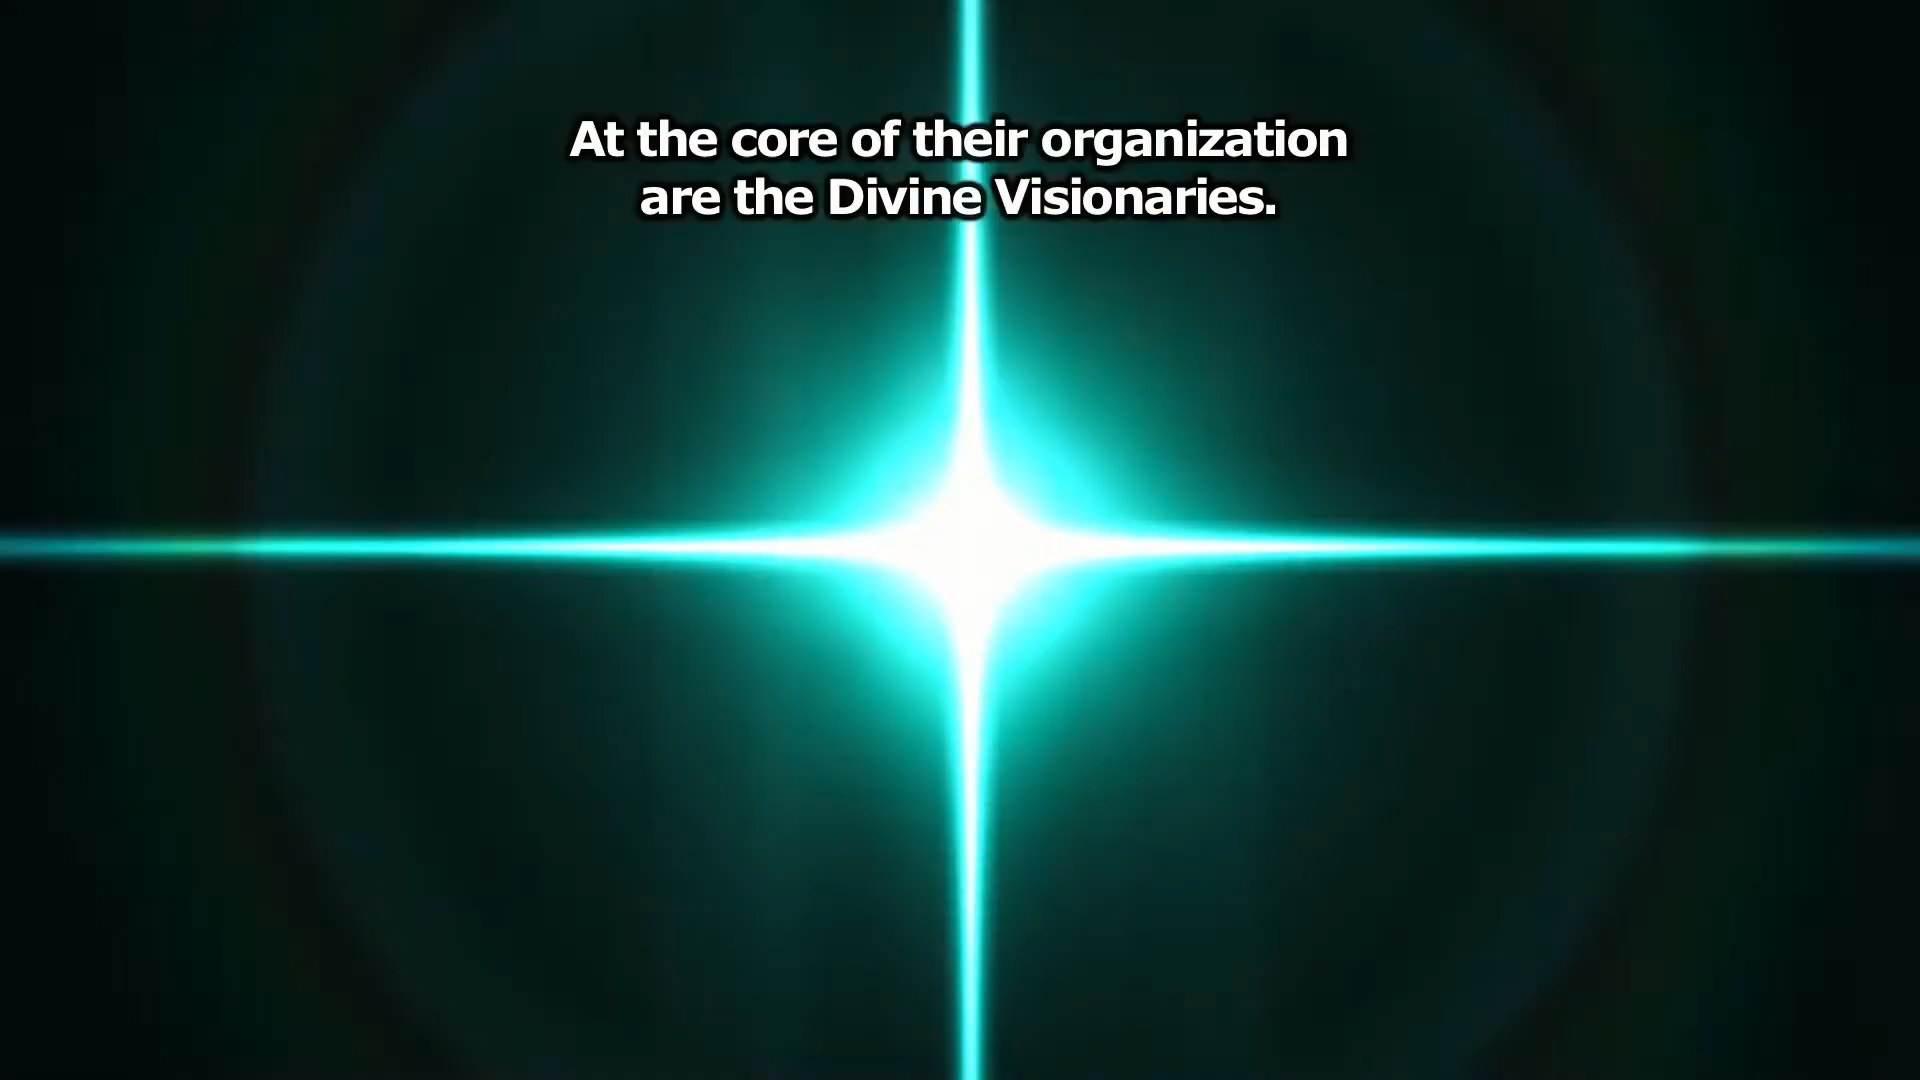 At the core of their organization
are the Divine Visionaries.